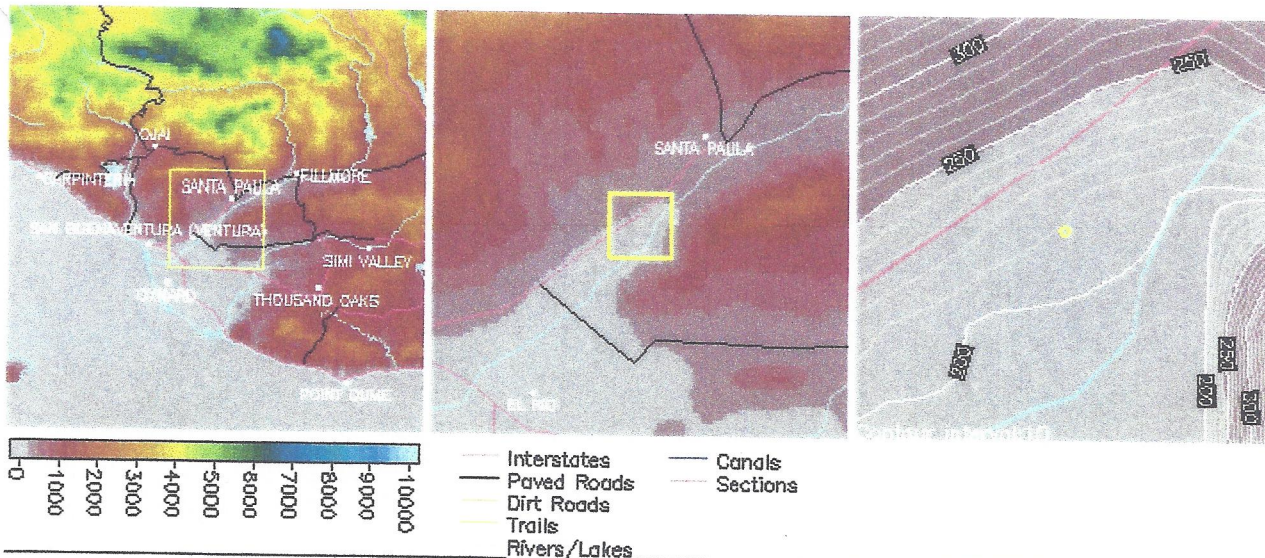 OJAI
CARPINTERIA
SANTA PAULA
FILLMORE
SAN BUENAVENTURA (VENTURA)
SIMI VALLEY
OXNARD
THOUSAND OAKS
POINT DUME
SANTA PAULA
EL RIO
300
250
250
200
200
250
300
0
1000
2000
3000
4000
5000
6000
7000
8000
9000
10000
Interstates
Paved Roads
Dirt Roads
Trails
Rivers/Lakes
Canals
Sections